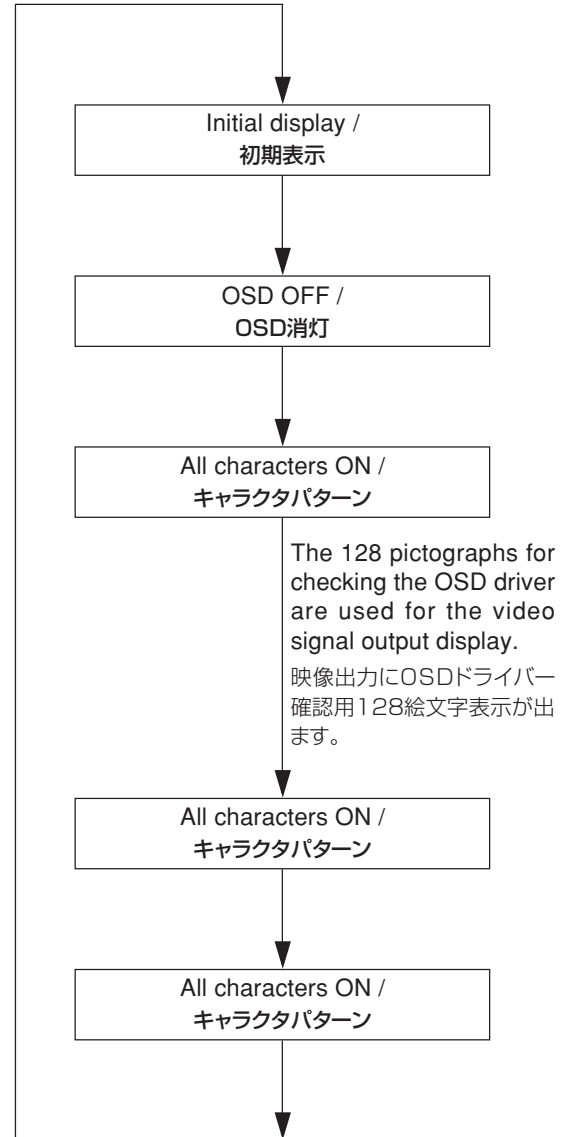 Initial display /
初期表示
OSD OFF /
OSD消灯
All characters ON /
キャラクタパターン
The 128 pictographs for
checking the OSD driver
are used for the video
signal output display.
映像出力にOSDドライバー
確認用128絵文字表示が出
ます。
All characters ON /
キャラクタパターン
All characters ON /
キャラクタパターン